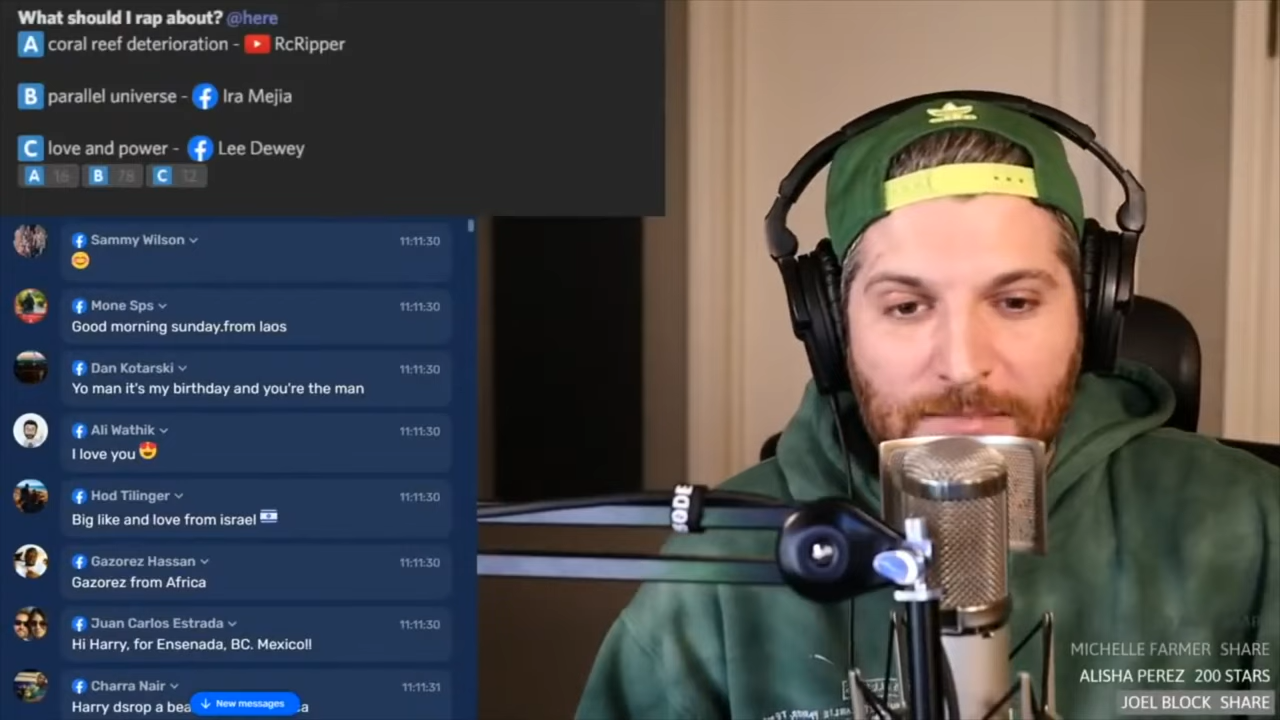 What should I rap about? @here
A coral reef deterioration - RcRipper
B parallel universe - Ira Mejia
C love and power - Lee Dewey
A 16 B 78 C 12
Sammy Wilson 11:11:30
Mone Sps 11:11:30
Good morning sunday.from laos
Dan Kotarski 11:11:30
Yo man it's my birthday and you're the man
Ali Wathik 11:11:30
I love you
Hod Tilinger 11:11:30
Big like and love from israel
Gazorez Hassan 11:11:30
Gazorez from Africa
Juan Carlos Estrada 11:11:30
Hi Harry, for Ensenada, BC. Mexico!!
Charra Nair 11:11:31
Harry dsrop a
New messages
RODE
MICHELLE FARMER SHARE
ALISHA PEREZ 200 STARS
JOEL BLOCK SHARE